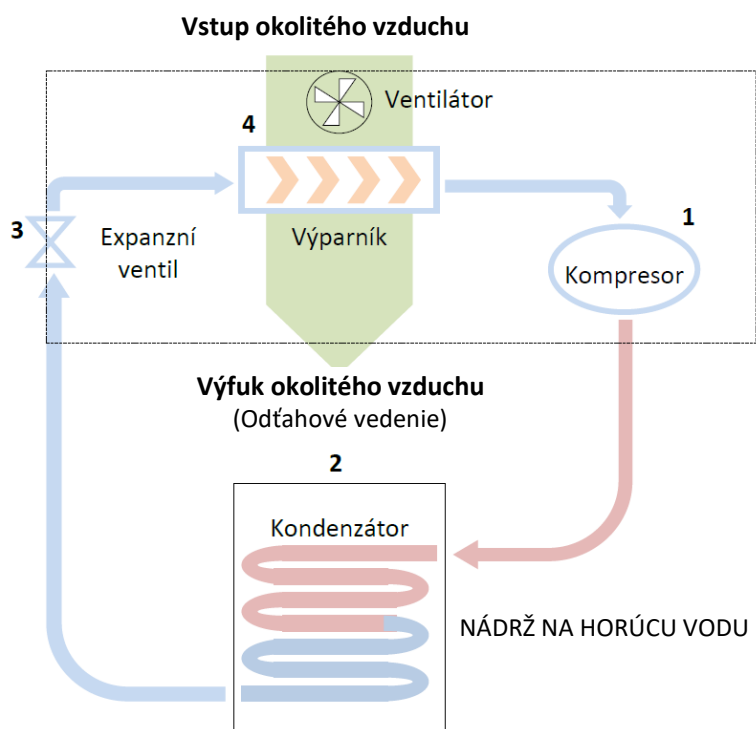 Vstup okolitého vzduchu
Ventilátor
4
1
3
Expanzní
ventil
Výparník
Kompresor
Výfuk okolitého vzduchu
(Odťahové vedenie)
2
Kondenzátor
NÁDRŽ NA HORÚCU VODU